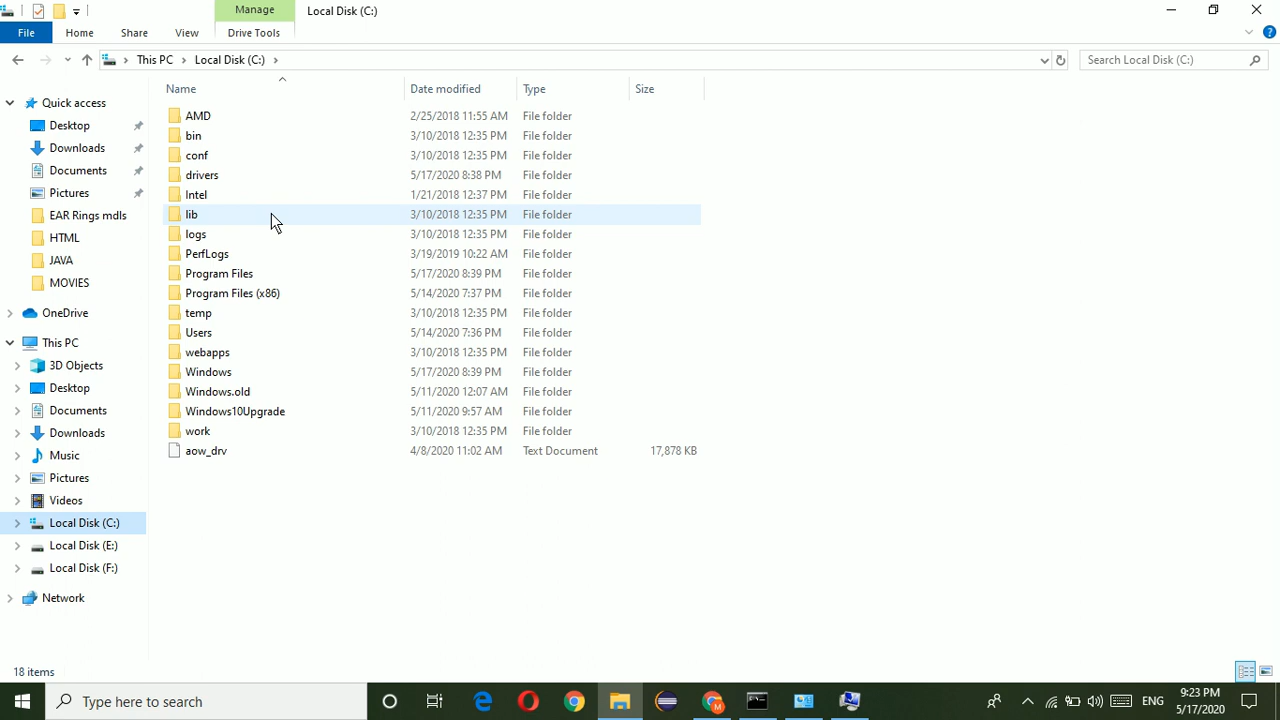 Manage
Local Disk (C:)
File
Home
Share
View
Drive Tools
This PC
Local Disk (C:)
Search Local Disk (C:)
Name
Date modified
Type
Size
Quick access
Desktop
Downloads
Documents
Pictures
EAR Rings mdls
HTML
JAVA
MOVIES
OneDrive
This PC
3D Objects
Desktop
Documents
Downloads
Music
Pictures
Videos
Local Disk (C:)
Local Disk (E:)
Local Disk (F:)
Network
AMD 2/25/2018 11:55 AM File folder
bin 3/10/2018 12:35 PM File folder
conf 3/10/2018 12:35 PM File folder
drivers 5/17/2020 8:38 PM File folder
Intel 1/21/2018 12:37 PM File folder
lib 3/10/2018 12:35 PM File folder
logs 3/10/2018 12:35 PM File folder
PerfLogs 3/19/2019 10:22 AM File folder
Program Files 5/17/2020 8:39 PM File folder
Program Files (x86) 5/14/2020 7:37 PM File folder
temp 3/10/2018 12:35 PM File folder
Users 5/14/2020 7:36 PM File folder
webapps 3/10/2018 12:35 PM File folder
Windows 5/17/2020 8:39 PM File folder
Windows.old 5/11/2020 12:07 AM File folder
Windows10Upgrade 5/11/2020 9:57 AM File folder
work 3/10/2018 12:35 PM File folder
aow_drv 4/8/2020 11:02 AM Text Document 17,878 KB
18 items
Type here to search
M
ENG
9:23 PM
5/17/2020